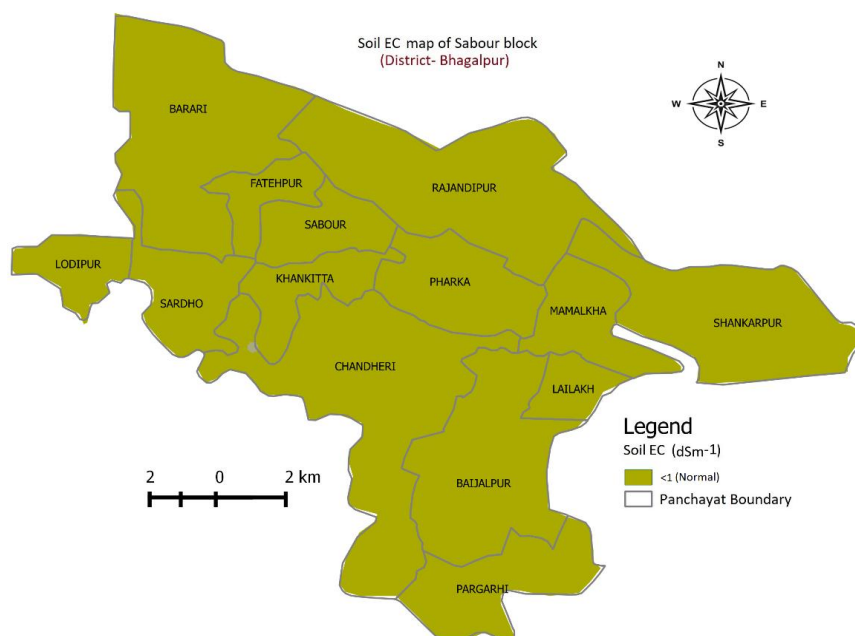 Soil EC map of Sabour block
(District- Bhagalpur)
N
W E
S
BARARI
FATEHPUR
RAJANDIPUR
SABOUR
LODIPUR
SARDHO
KHANKITTA
PHARKA
MAMALKHA
SHANKARPUR
CHANDHERI
LAILAKH
BAIJALPUR
PARGARHI
2 0 2 km
Legend
Soil EC (dSm-1)
<1 (Normal)
Panchayat Boundary